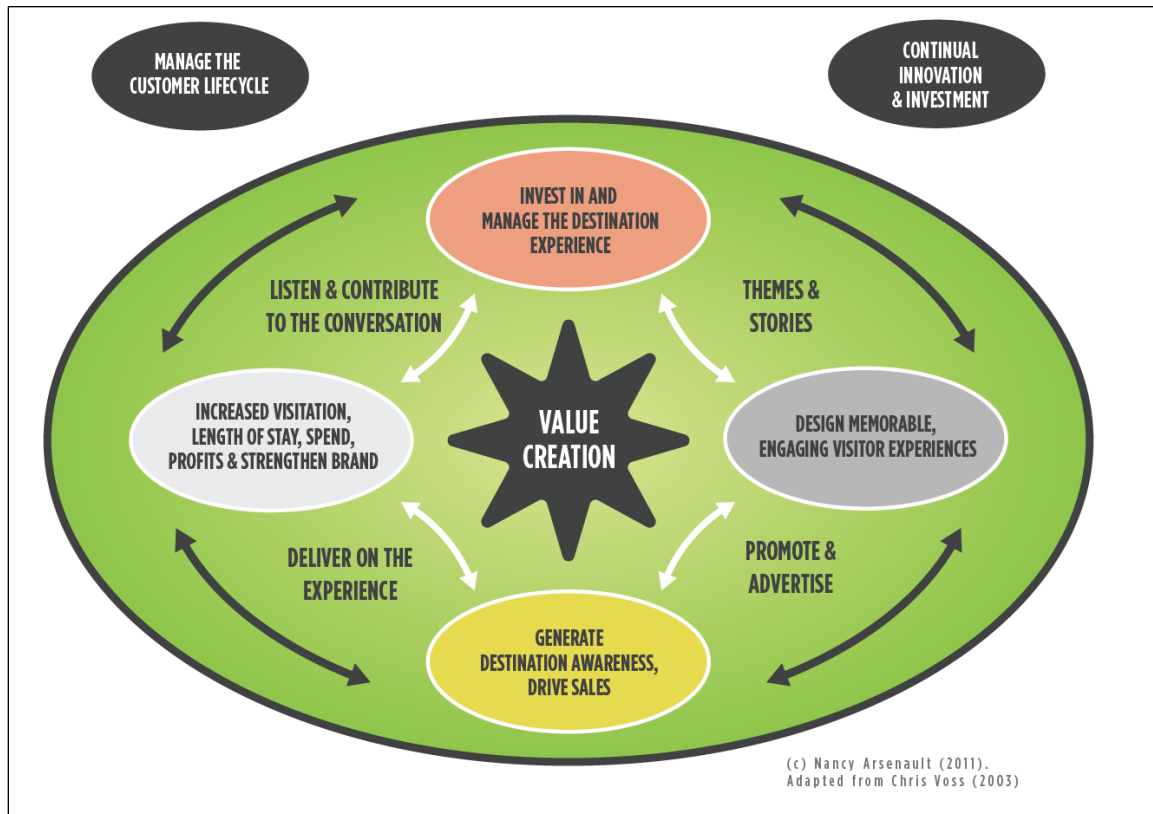 MANAGE THE
CUSTOMER LIFECYCLE
CONTINUAL
INNOVATION
& INVESTMENT
INVEST IN AND
MANAGE THE DESTINATION
EXPERIENCE
LISTEN & CONTRIBUTE
TO THE CONVERSATION
THEMES &
STORIES
INCREASED VISITATION,
LENGTH OF STAY, SPEND,
PROFITS & STRENGTHEN BRAND
VALUE
CREATION
DESIGN MEMORABLE,
ENGAGING VISITOR EXPERIENCES
DELIVER ON THE
EXPERIENCE
PROMOTE &
ADVERTISE
GENERATE
DESTINATION AWARENESS,
DRIVE SALES
(c) Nancy Arsenault (2011).
Adapted from Chris Voss (2003)